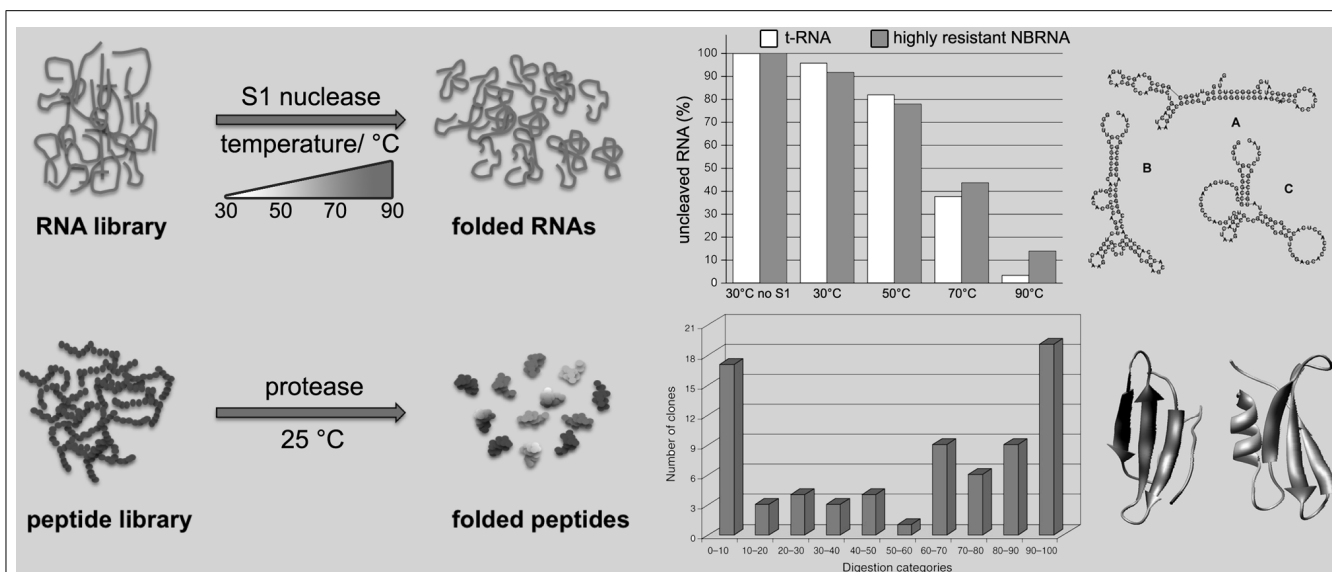 S1 nuclease
temperature/ °C
30 50 70 90
RNA library
folded RNAs
t-RNA
highly resistant NBRNA
uncleaved RNA (%)
100
90
80
70
60
50
40
30
20
10
0
30°C no S1 30°C 50°C 70°C 90°C
A
B
C
protease
25 °C
peptide library
folded peptides
Number of clones
21
18
15
12
9
6
3
0
0–10 10–20 20–30 30–40 40–50 50–60 60–70 70–80 80–90 90–100
Digestion categories